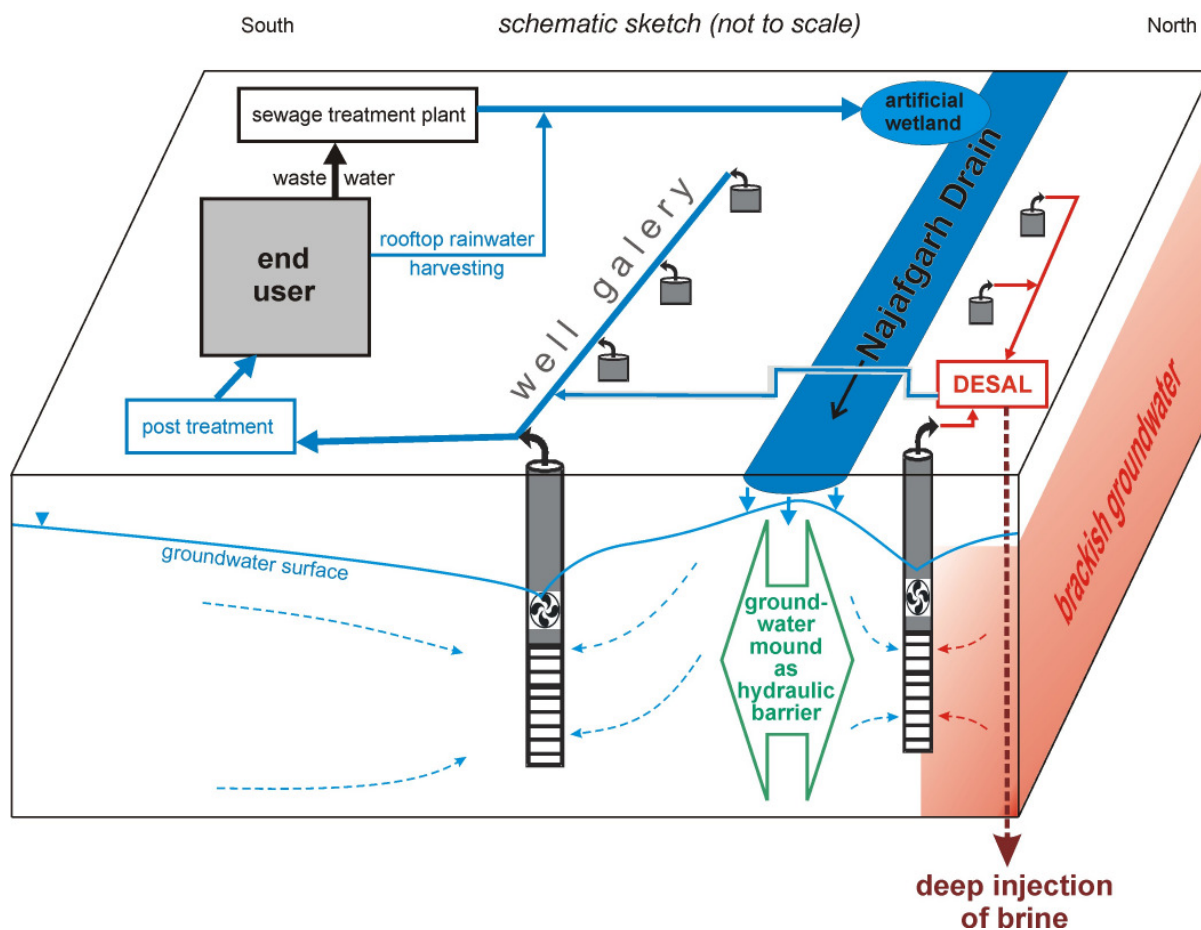 South
schematic sketch (not to scale)
North
sewage treatment plant
artificial
wetland
waste water
end
user
rooftop rainwater
harvesting
well galery
Najafgarh Drain
DESAL
post treatment
brackish groundwater
groundwater surface
ground-
water
mound
as
hydraulic
barrier
deep injection
of brine